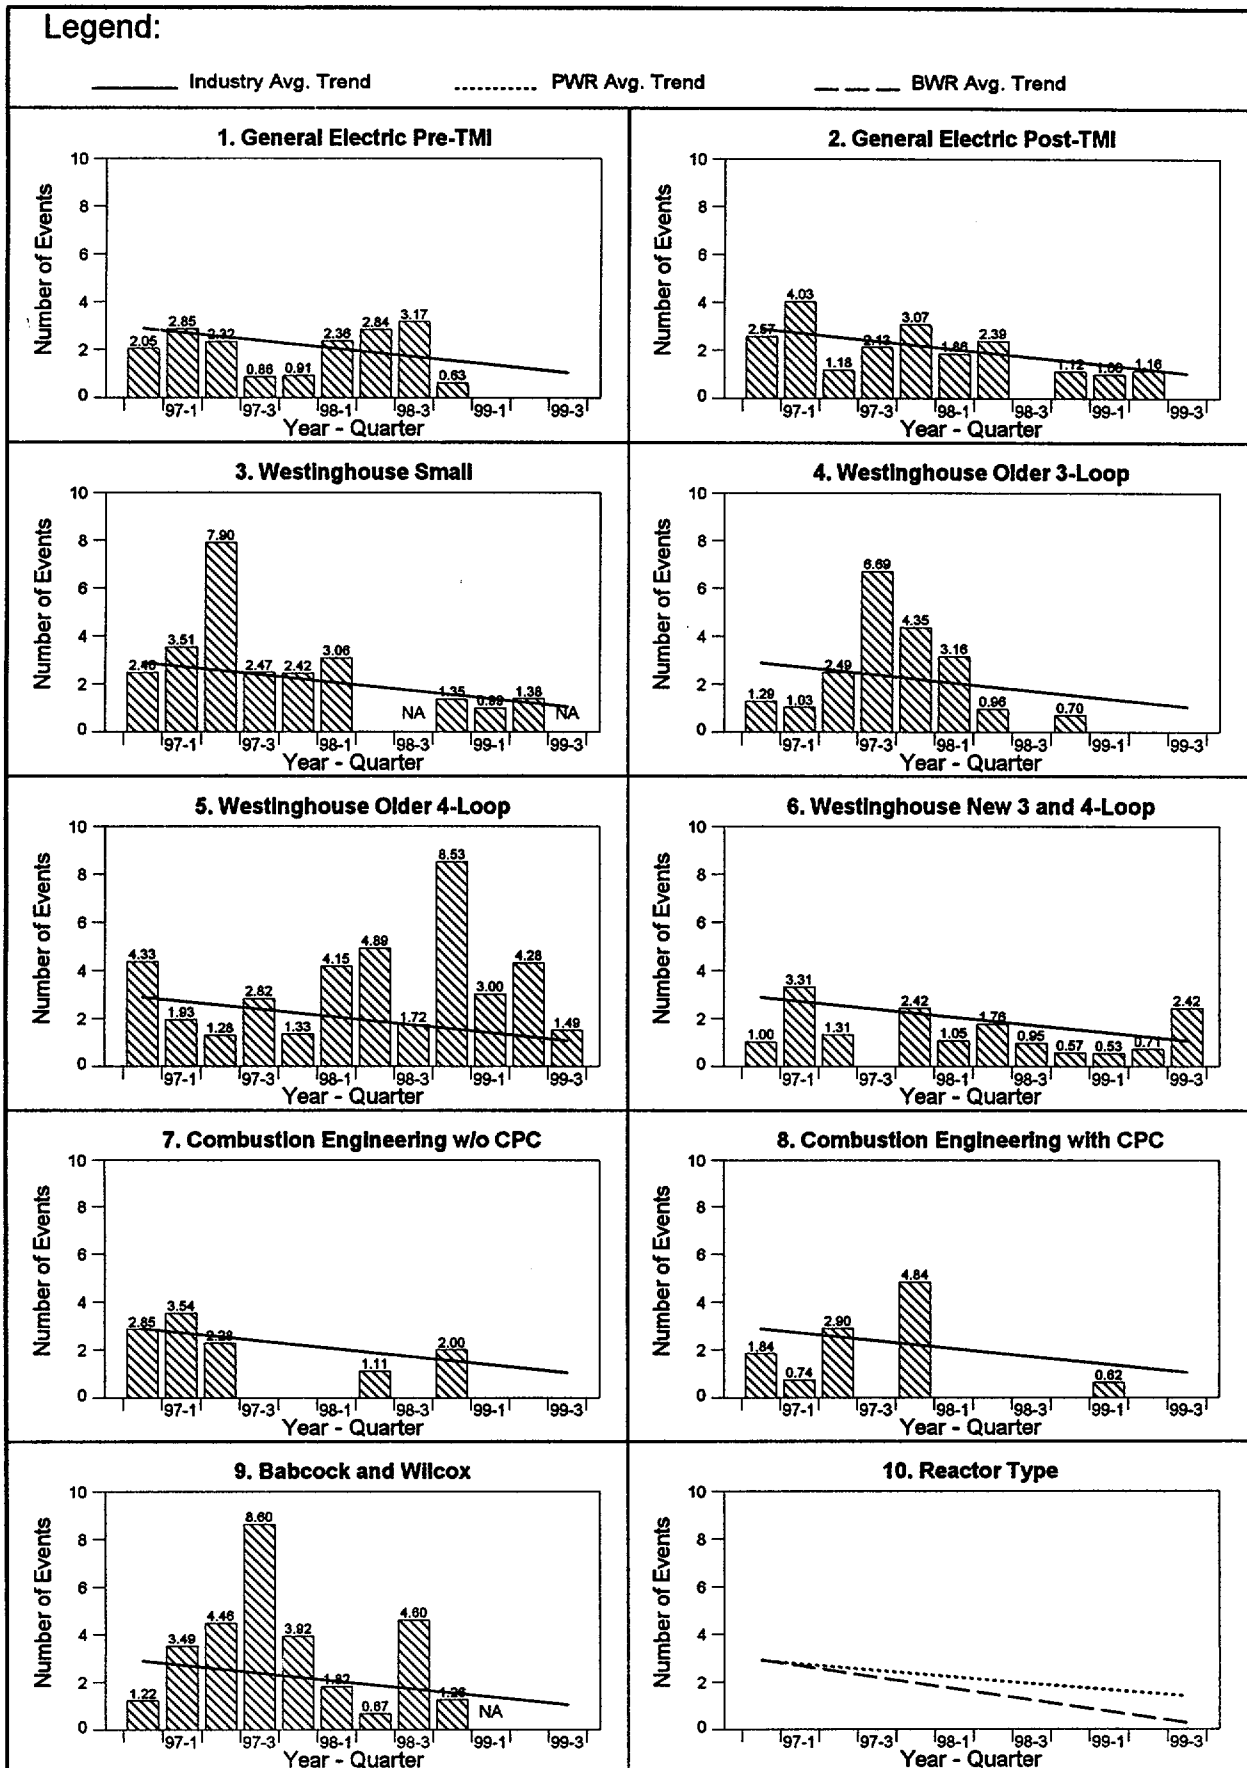 Legend:
Industry Avg. Trend PWR Avg. Trend BWR Avg. Trend
1. General Electric Pre-TMI
Number of Events
10
8
6
4
2
0
2.05 2.85 2.32 0.86 0.91 2.36 2.84 3.17 0.63
97-1 97-3 98-1 98-3 99-1 99-3
Year - Quarter
2. General Electric Post-TMI
Number of Events
10
8
6
4
2
0
2.57 4.03 1.18 2.13 3.07 1.86 2.39 1.12 1.16
97-1 97-3 98-1 98-3 99-1 99-3
Year - Quarter
3. Westinghouse Small
Number of Events
10
8
6
4
2
0
3.51 7.90 2.47 2.42 3.06 NA 1.35 0.99 1.38 NA
97-1 97-3 98-1 98-3 99-1 99-3
Year - Quarter
4. Westinghouse Older 3-Loop
Number of Events
10
8
6
4
2
0
1.29 1.03 2.49 6.69 4.35 3.16 0.96 0.70
97-1 97-3 98-1 98-3 99-1 99-3
Year - Quarter
5. Westinghouse Older 4-Loop
Number of Events
10
8
6
4
2
0
4.33 1.93 1.28 2.82 1.33 4.15 4.89 1.72 8.53 3.00 4.28 1.49
97-1 97-3 98-1 98-3 99-1 99-3
Year - Quarter
6. Westinghouse New 3 and 4-Loop
Number of Events
10
8
6
4
2
0
1.00 3.31 1.31 2.42 1.05 1.76 0.95 0.57 0.53 0.71 2.42
97-1 97-3 98-1 98-3 99-1 99-3
Year - Quarter
7. Combustion Engineering w/o CPC
Number of Events
10
8
6
4
2
0
2.85 3.54 2.28 1.11 2.00
97-1 97-3 98-1 98-3 99-1 99-3
Year - Quarter
8. Combustion Engineering with CPC
Number of Events
10
8
6
4
2
0
1.84 0.74 2.90 4.84 0.62
97-1 97-3 98-1 98-3 99-1 99-3
Year - Quarter
9. Babcock and Wilcox
Number of Events
10
8
6
4
2
0
1.22 3.49 4.46 8.60 3.92 1.82 0.67 4.60 1.26 NA
97-1 97-3 98-1 98-3 99-1 99-3
Year - Quarter
10. Reactor Type
Number of Events
10
8
6
4
2
0
97-1 97-3 98-1 98-3 99-1 99-3
Year - Quarter